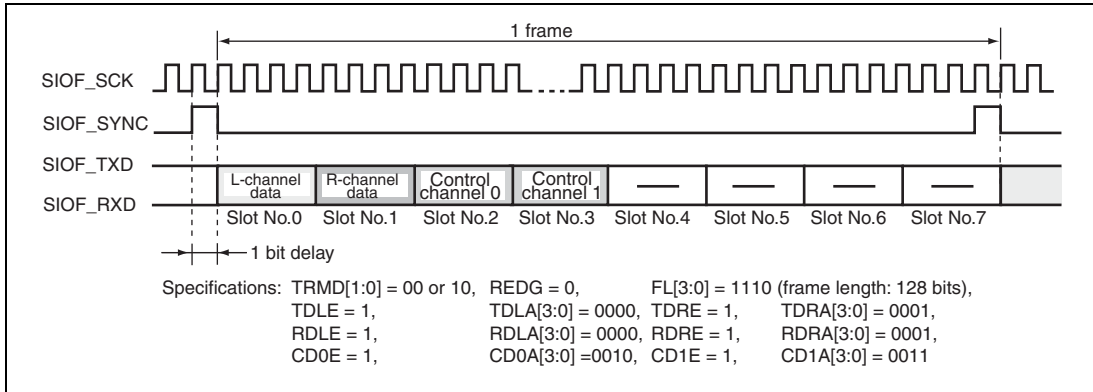 1 frame
SIOF_SCK
SIOF_SYNC
SIOF_TXD
SIOF_RXD
L-channel data
R-channel data
Control channel 0
Control channel 1
Slot No.0 Slot No.1 Slot No.2 Slot No.3 Slot No.4 Slot No.5 Slot No.6 Slot No.7
1 bit delay
Specifications: TRMD[1:0] = 00 or 10, REDG = 0, FL[3:0] = 1110 (frame length: 128 bits),
TDLE = 1, TDLA[3:0] = 0000, TDRE = 1, TDRA[3:0] = 0001,
RDLE = 1, RDLA[3:0] = 0000, RDRE = 1, RDRA[3:0] = 0001,
CD0E = 1, CD0A[3:0] =0010, CD1E = 1, CD1A[3:0] = 0011